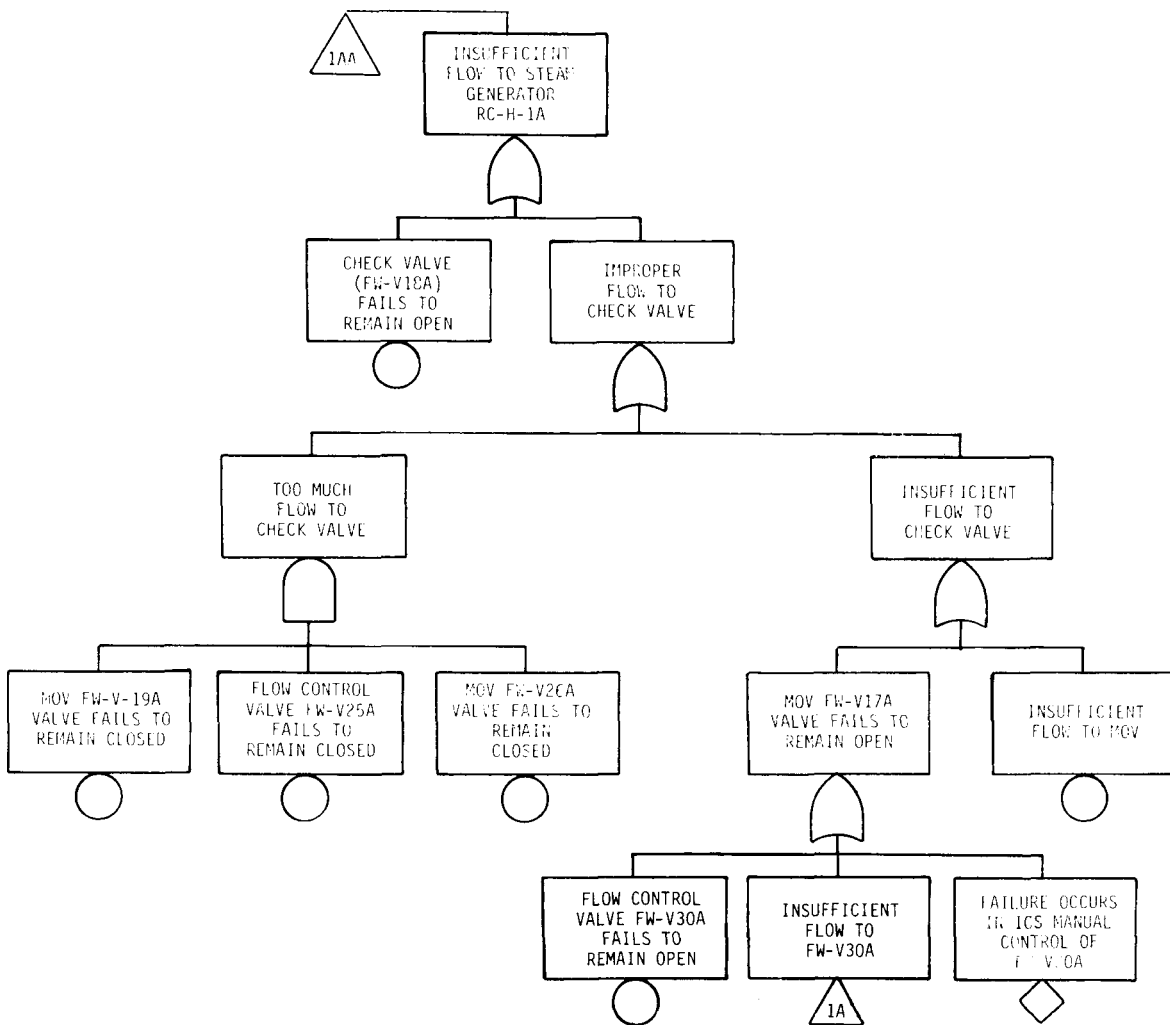 1AA
INSUFFICIENT
FLOW TO STEAM
GENERATOR
RC-H-1A
CHECK VALVE
(FW-V18A)
FAILS TO
REMAIN OPEN
IMPROPER
FLOW TO
CHECK VALVE
TOO MUCH
FLOW TO
CHECK VALVE
INSUFFICIENT
FLOW TO
CHECK VALVE
MOV FW-V-19A
VALVE FAILS TO
REMAIN CLOSED
FLOW CONTROL
VALVE FW-V25A
FAILS TO
REMAIN CLOSED
MOV FW-V26A
VALVE FAILS TO
REMAIN
CLOSED
MOV FW-V17A
VALVE FAILS TO
REMAIN OPEN
INSUFFICIENT
FLOW TO MOV
FLOW CONTROL
VALVE FW-V30A
FAILS TO
REMAIN OPEN
INSUFFICIENT
FLOW TO
FW-V30A
1A
FAILURE OCCURS
IN ICS MANUAL
CONTROL OF